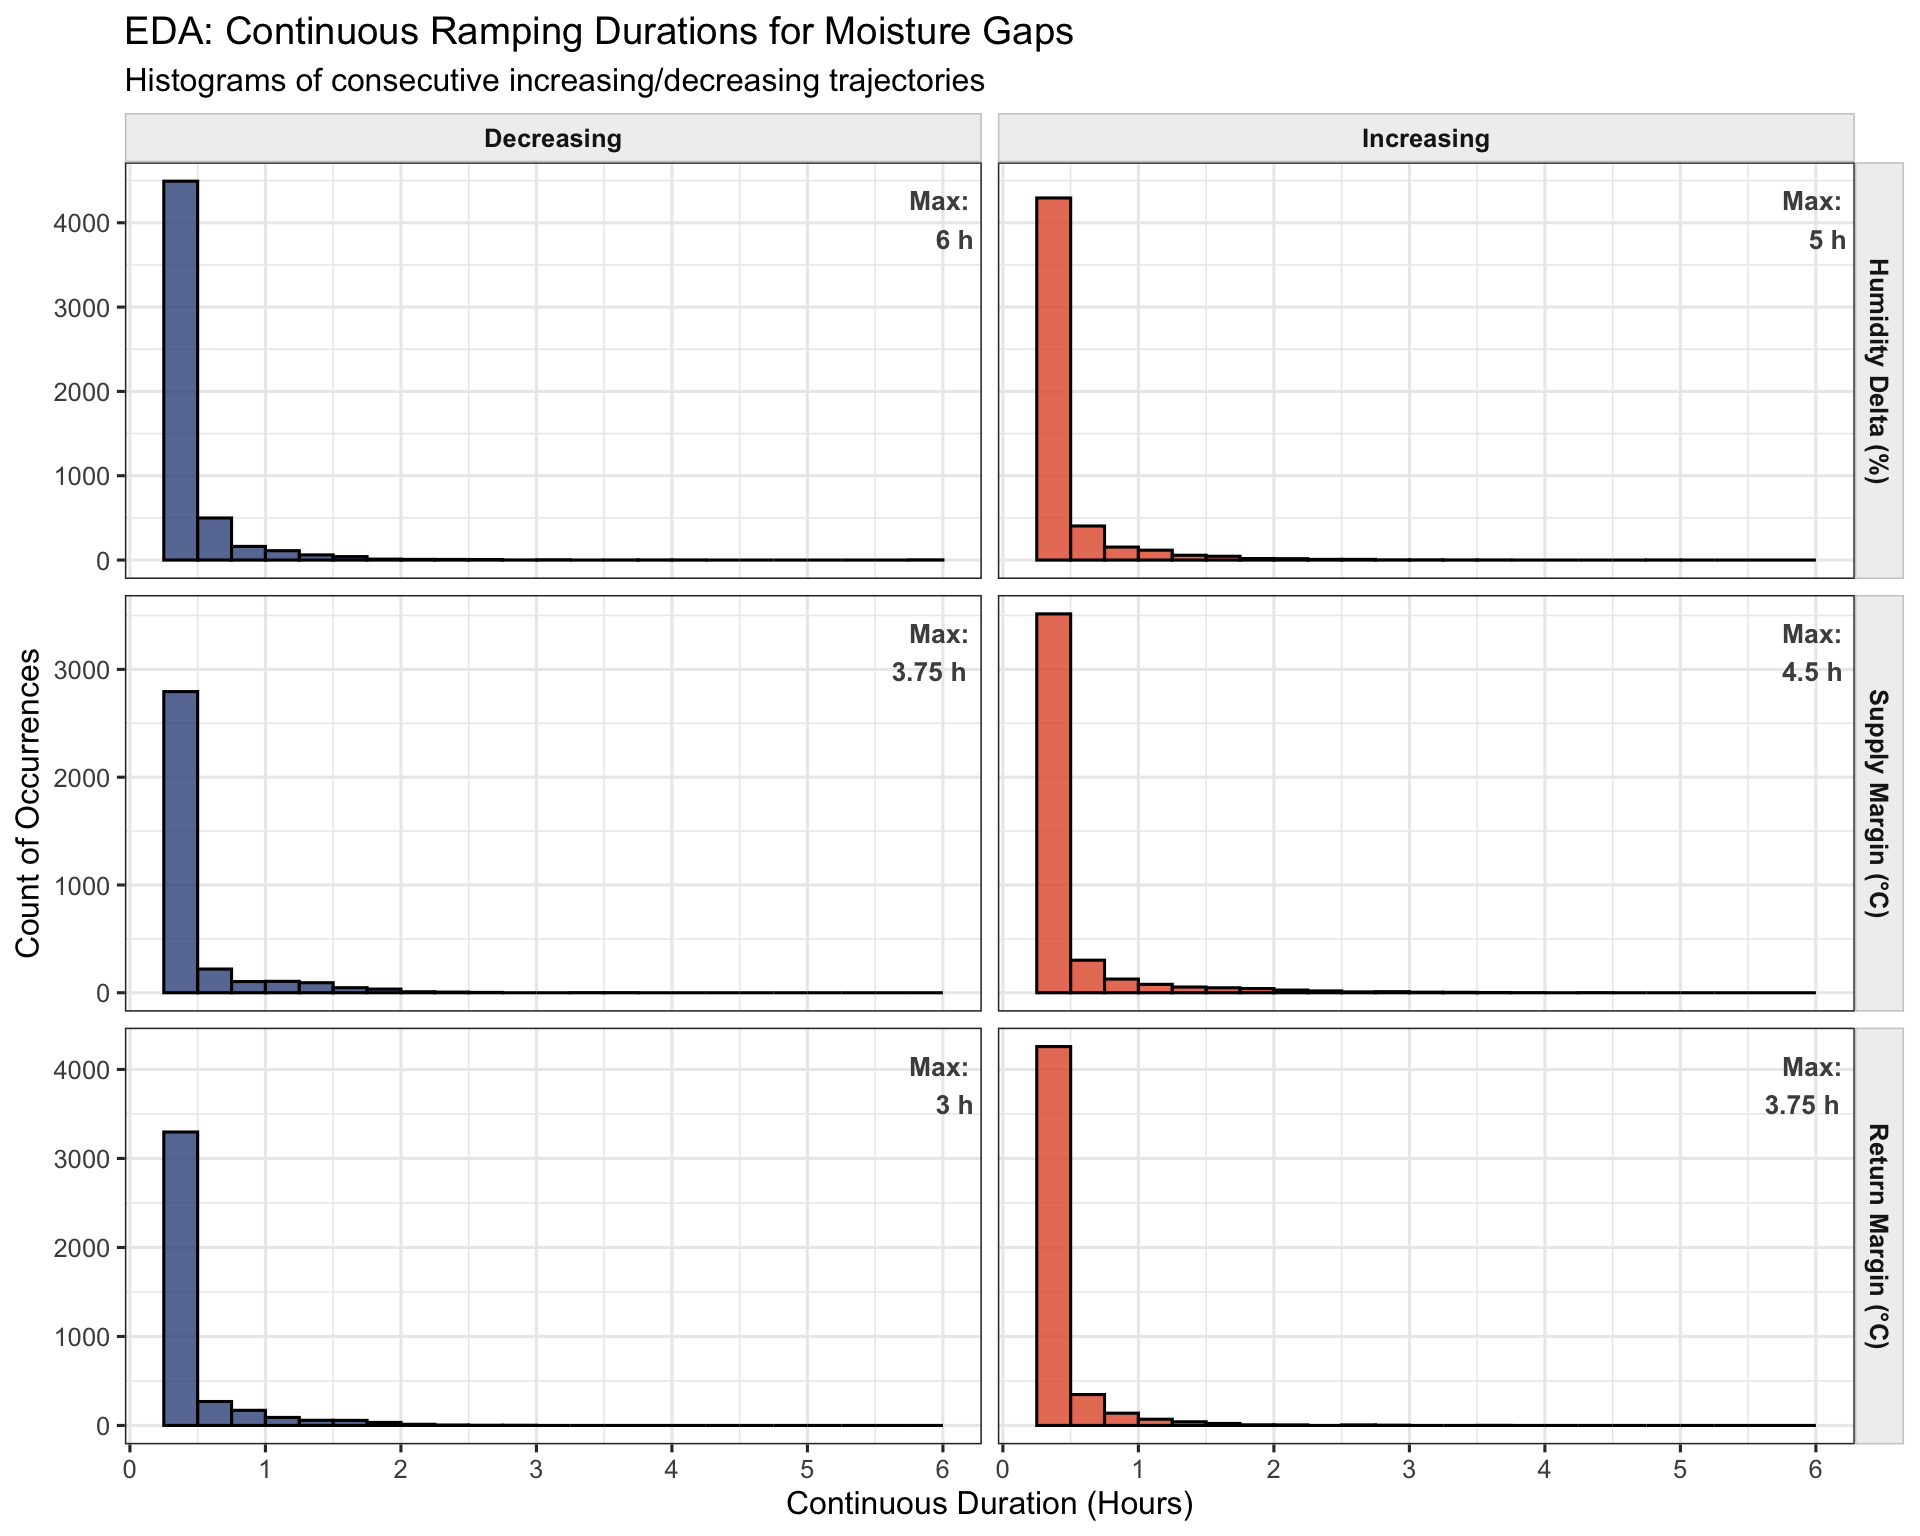 EDA: Continuous Ramping Durations for Moisture Gaps
Histograms of consecutive increasing/decreasing trajectories
Decreasing
Increasing
Max:
6 h
Max:
5 h
Humidity Delta (%)
4000
3000
2000
1000
0
Max:
3.75 h
Max:
4.5 h
Supply Margin (°C)
3000
2000
1000
0
Max:
3 h
Max:
3.75 h
Return Margin (°C)
4000
3000
2000
1000
0
Count of Occurrences
0 1 2 3 4 5 6
0 1 2 3 4 5 6
Continuous Duration (Hours)